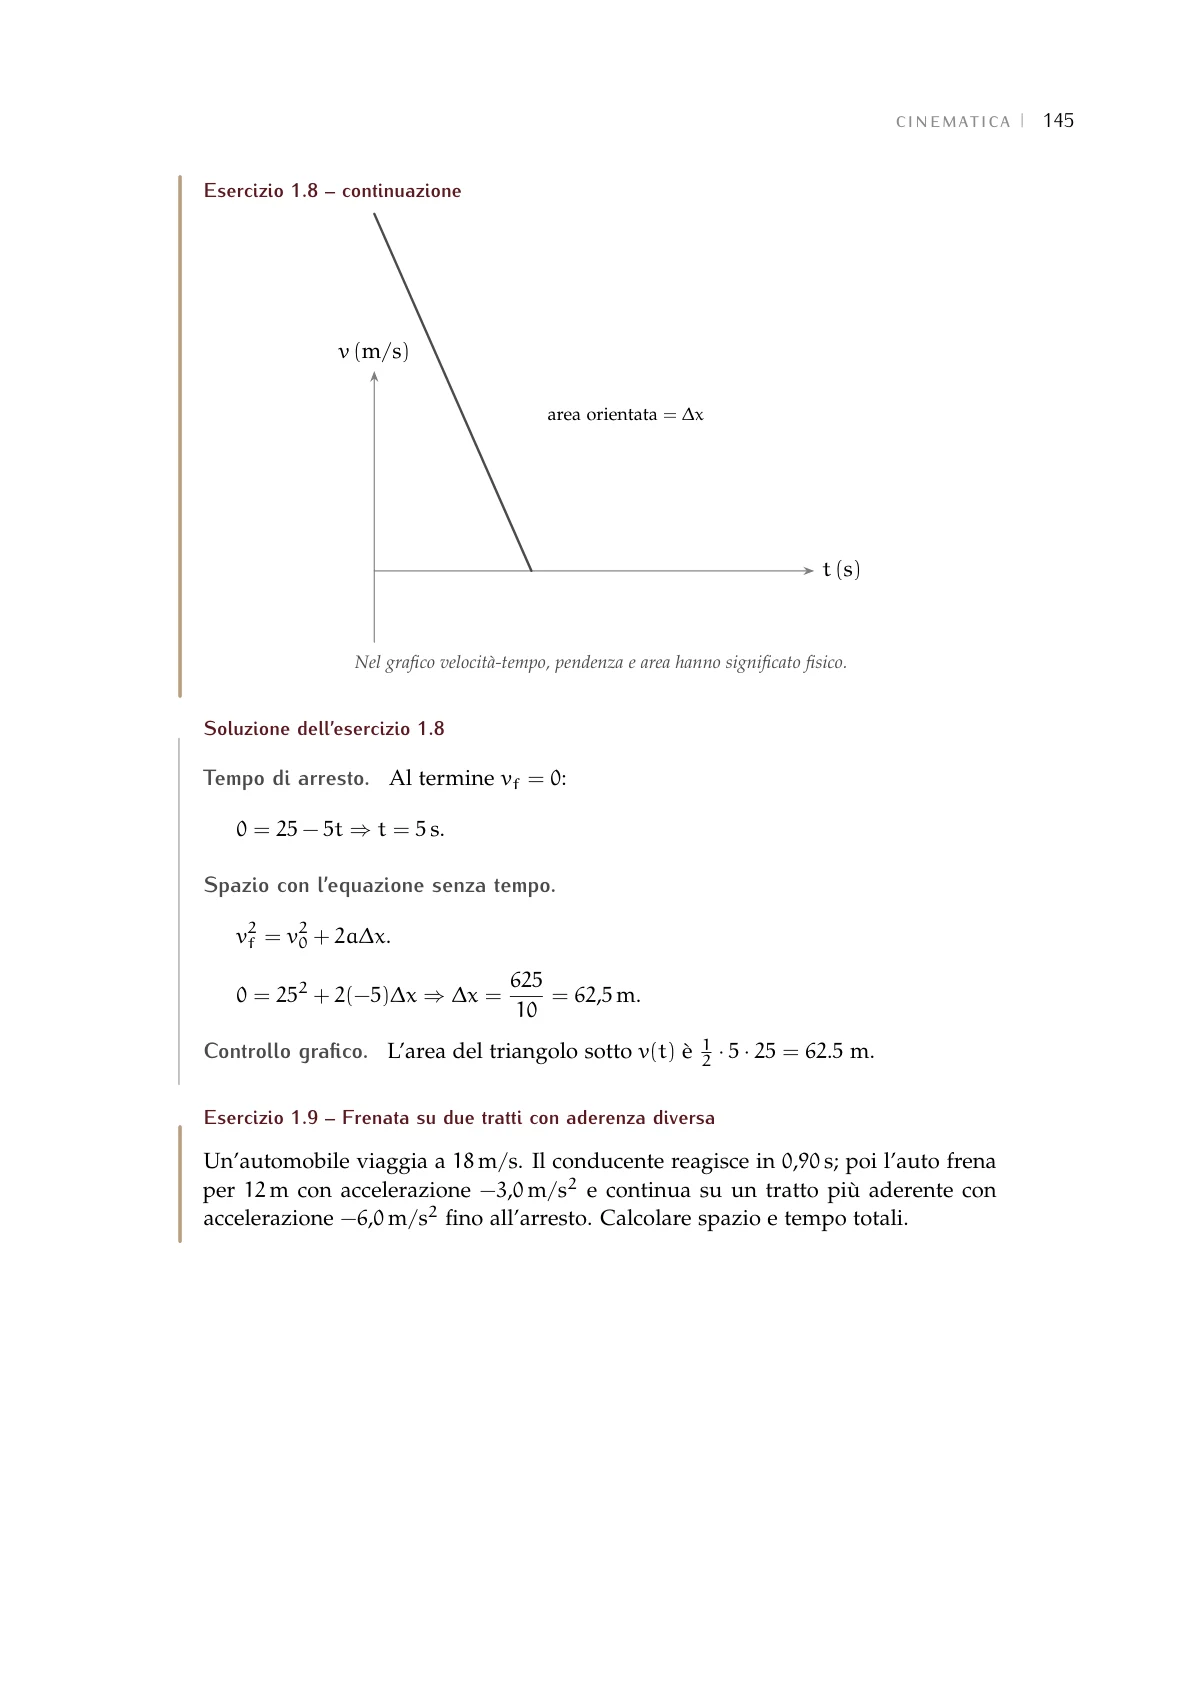 CINEMATICA | 145
Esercizio 1.8 – continuazione
v (m/s)
area orientata = Δx
t (s)
Nel grafico velocità-tempo, pendenza e area hanno significato fisico.
Soluzione dell'esercizio 1.8
Tempo di arresto. Al termine v_f = 0:
0 = 25 − 5t ⇒ t = 5 s.
Spazio con l'equazione senza tempo.
v_f^2 = v_0^2 + 2aΔx.
0 = 25^2 + 2(−5)Δx ⇒ Δx = 625/10 = 62,5 m.
Controllo grafico. L'area del triangolo sotto v(t) è 1/2 · 5 · 25 = 62.5 m.
Esercizio 1.9 – Frenata su due tratti con aderenza diversa
Un'automobile viaggia a 18 m/s. Il conducente reagisce in 0,90 s; poi l'auto frena
per 12 m con accelerazione −3,0 m/s² e continua su un tratto più aderente con
accelerazione −6,0 m/s² fino all'arresto. Calcolare spazio e tempo totali.